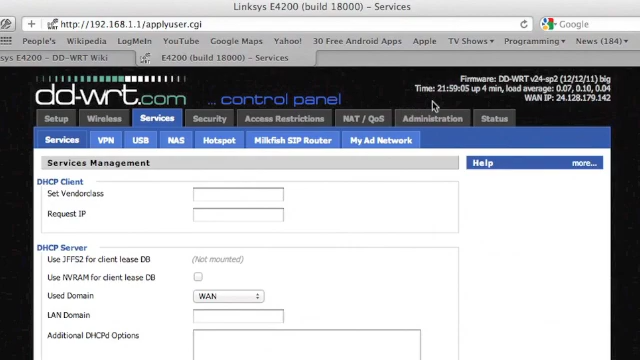 Linksys E4200 (build 18000) - Services
http://192.168.1.1/applyuser.cgi
Google
People's Wikipedia LogMeIn YouTube Google Maps Yahoo! 30 Free Android Apps Apple TV Shows Programming News (184)
sys E4200 – DD-WRT Wiki
E4200 (build 18000) – Services
dd-wrt.com ... control panel
Firmware: DD-WRT v24-sp2 (12/12/11) big
Time: 21:59:05 up 4 min, load average: 0.07, 0.10, 0.04
WAN IP: 24.128.179.142
Setup Wireless Services Security Access Restrictions NAT / QoS Administration Status
Services VPN USB NAS Hotspot Milkfish SIP Router My Ad Network
Services Management
Help more...
DHCP Client
Set Vendorclass
Request IP
DHCP Server
Use JFFS2 for client lease DB (Not mounted)
Use NVRAM for client lease DB
Used Domain WAN
LAN Domain
Additional DHCPd Options